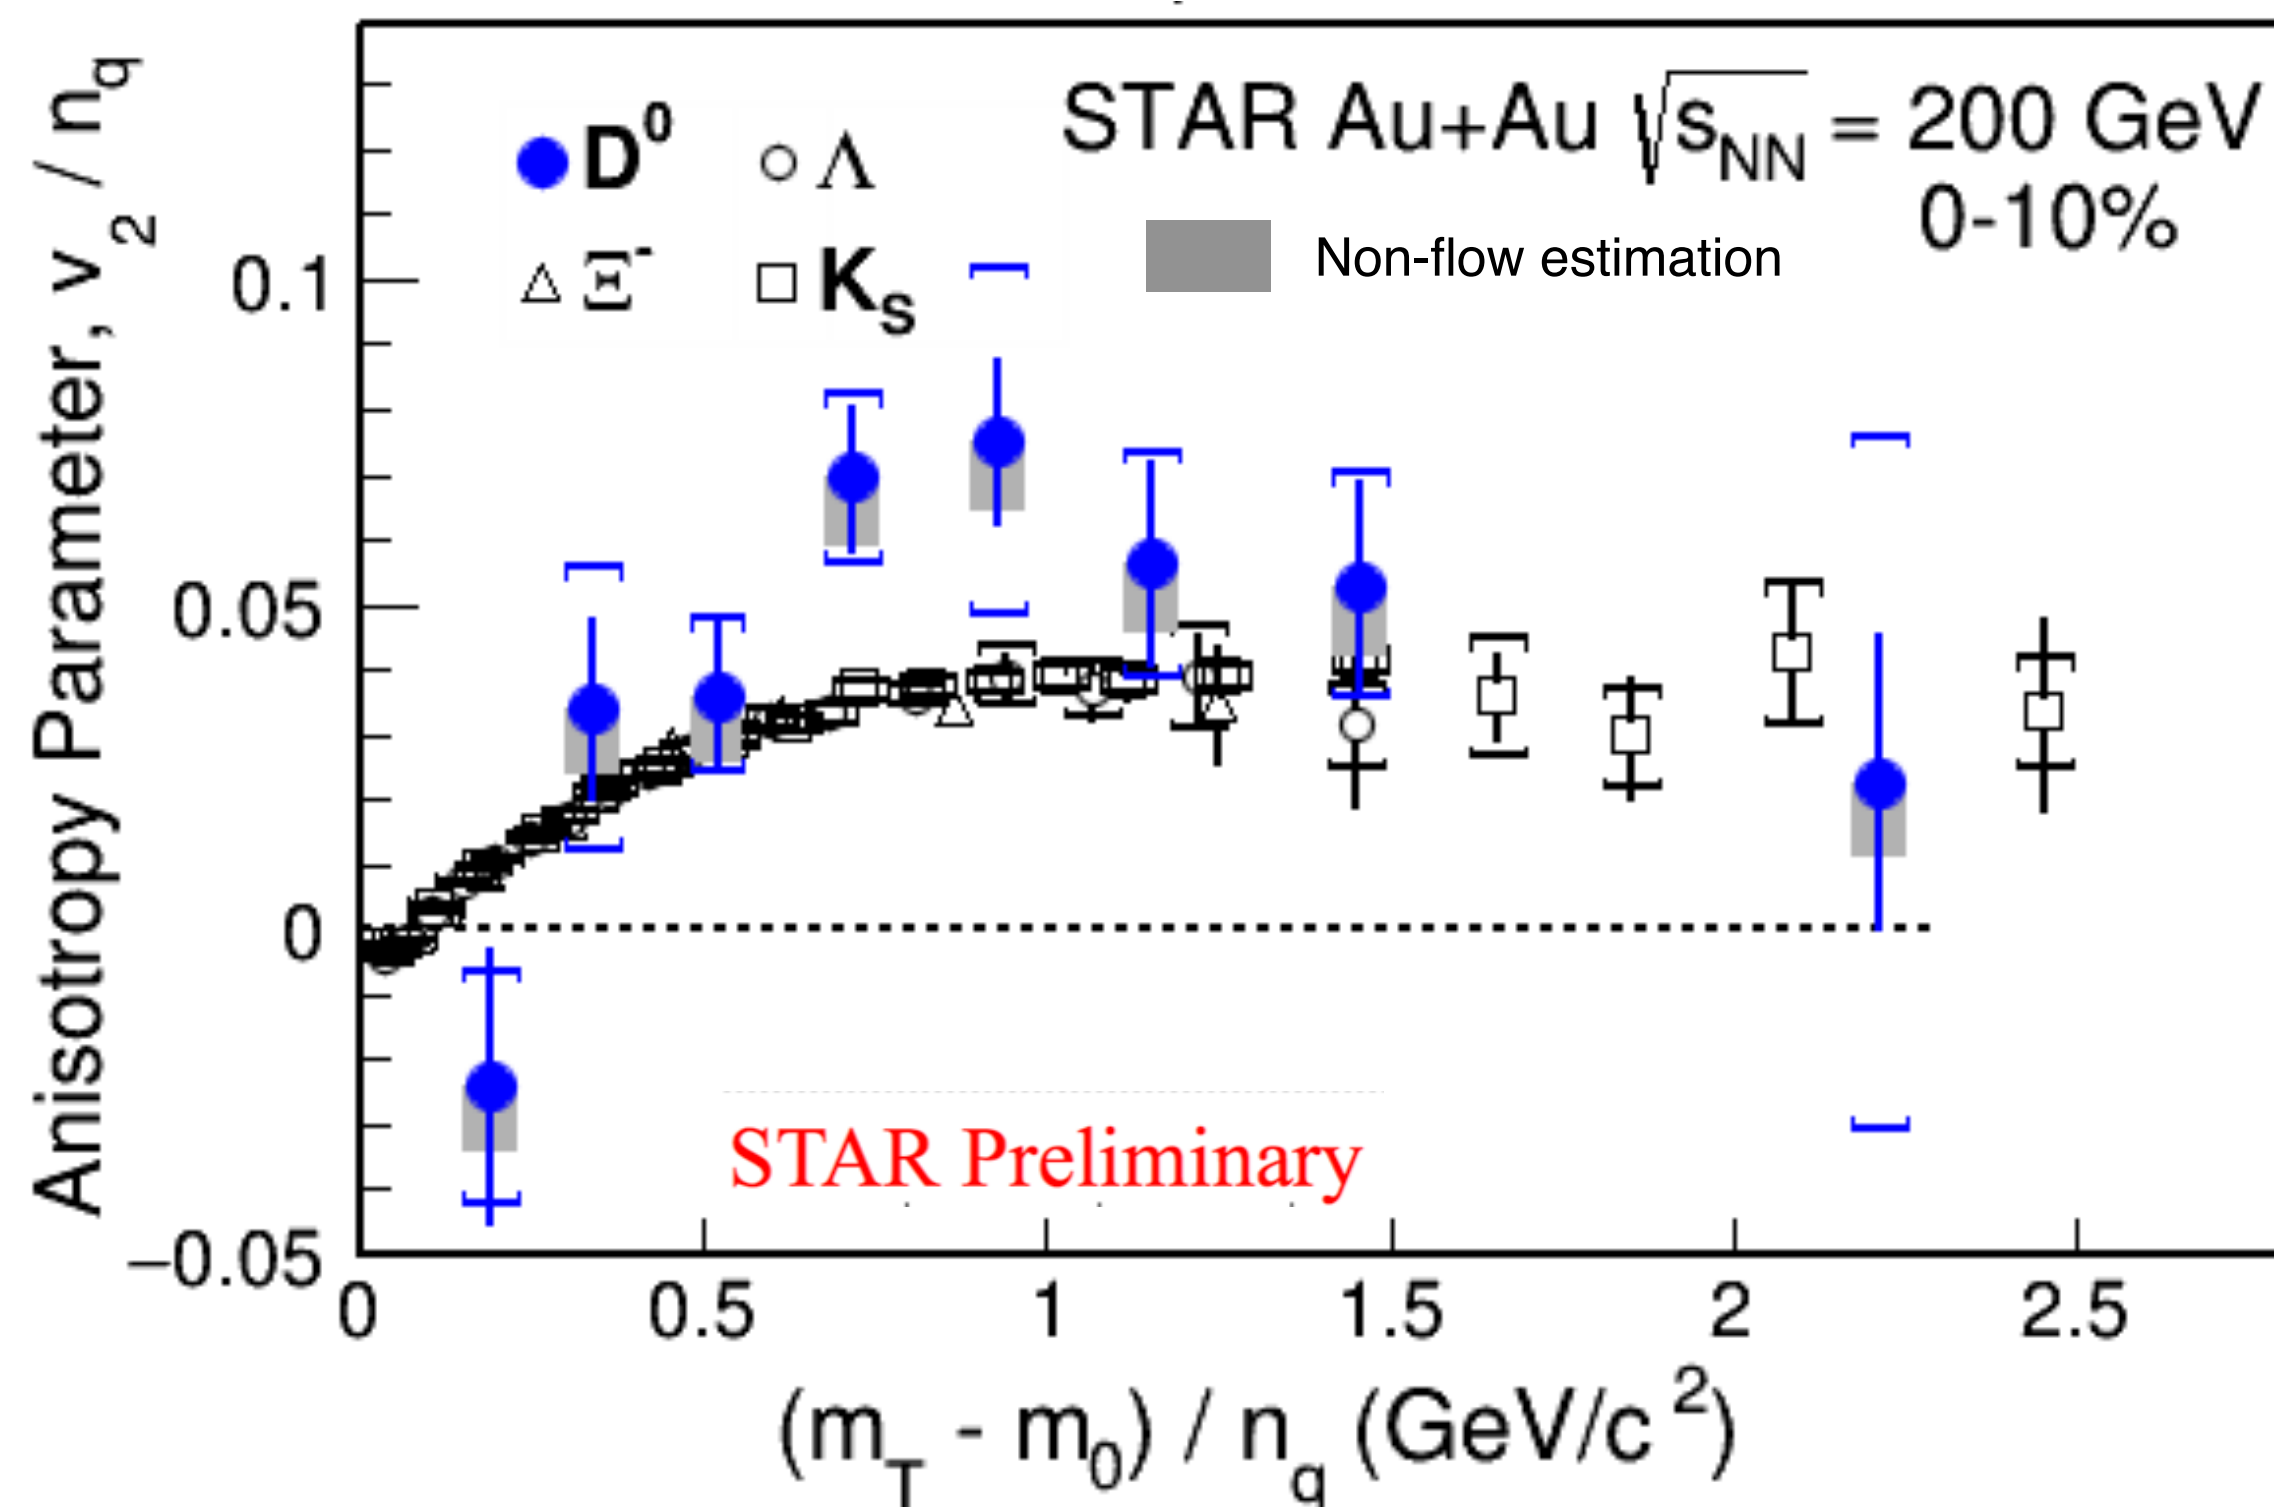 STAR Au+Au √sNN = 200 GeV
0-10%
D⁰
Λ
Ξ⁻
Ks
Non-flow estimation
Anisotropy Parameter, v₂ / nq
0.1
0.05
0
−0.05
STAR Preliminary
0 0.5 1 1.5 2 2.5
(mT - m₀) / nq (GeV/c²)